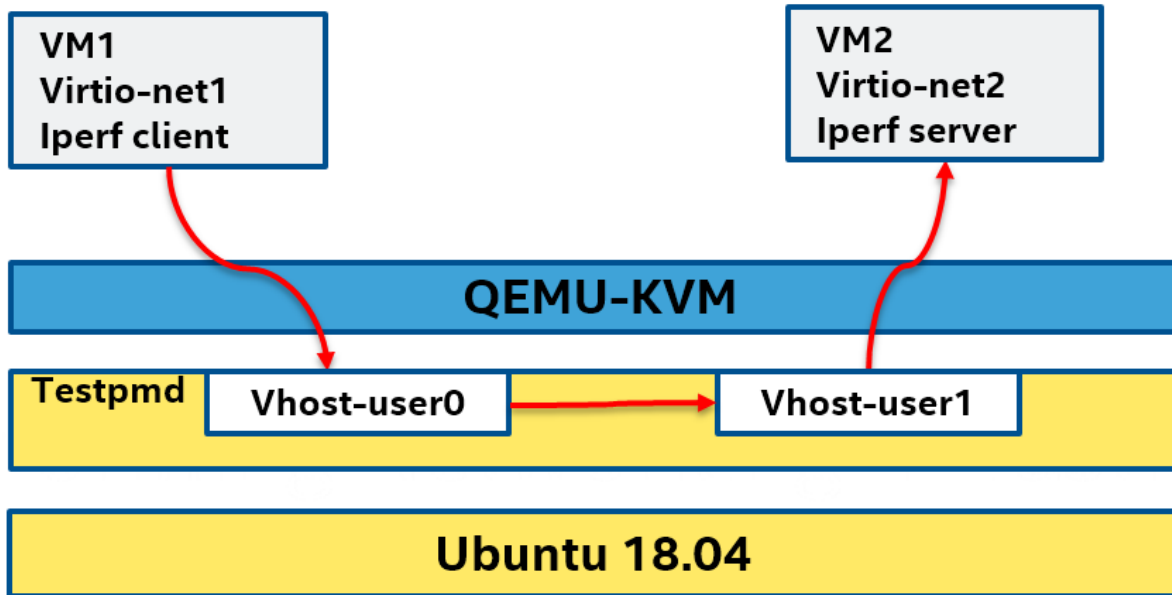 VM1
Virtio-net1
Iperf client
VM2
Virtio-net2
Iperf server
QEMU-KVM
Testpmd
Vhost-user0
Vhost-user1
Ubuntu 18.04